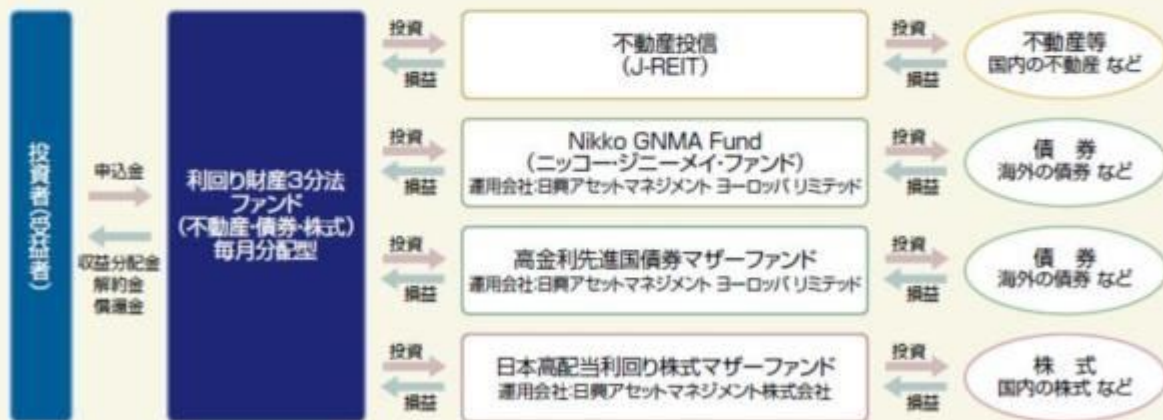 投資者(受益者)
申込金
収益分配金
解約金
償還金
利回り財産3分法
ファンド
(不動産・債券・株式)
毎月分配型
投資
損益
不動産投信
(J-REIT)
投資
損益
不動産等
国内の不動産 など
投資
損益
Nikko GNMA Fund
(ニッコー・ジニーメイ・ファンド)
運用会社:日興アセットマネジメント ヨーロッパ リミテッド
投資
損益
債 券
海外の債券 など
投資
損益
高金利先進国債券マザーファンド
運用会社:日興アセットマネジメント ヨーロッパ リミテッド
投資
損益
債 券
海外の債券 など
投資
損益
日本高配当利回り株式マザーファンド
運用会社:日興アセットマネジメント株式会社
投資
損益
株 式
国内の株式 など